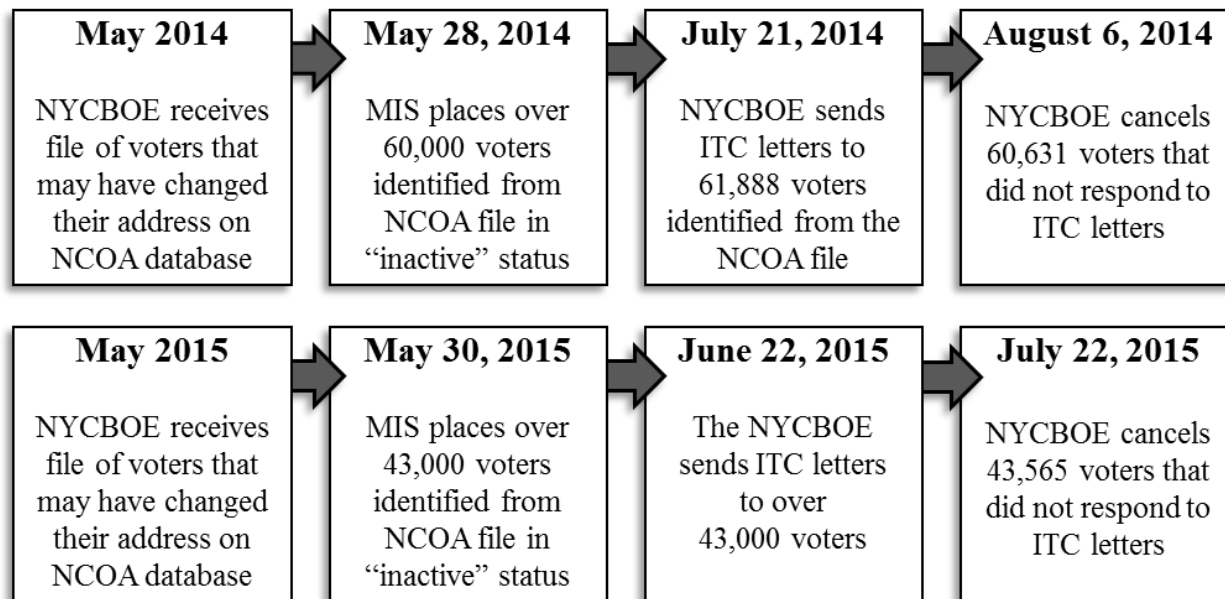 May 2014
NYCBOE receives
file of voters that
may have changed
their address on
NCOA database
May 28, 2014
MIS places over
60,000 voters
identified from
NCOA file in
“inactive” status
July 21, 2014
NYCBOE sends
ITC letters to
61,888 voters
identified from the
NCOA file
August 6, 2014
NYCBOE cancels
60,631 voters that
did not respond to
ITC letters
May 2015
NYCBOE receives
file of voters that
may have changed
their address on
NCOA database
May 30, 2015
MIS places over
43,000 voters
identified from
NCOA file in
“inactive” status
June 22, 2015
The NYCBOE
sends ITC letters
to over
43,000 voters
July 22, 2015
NYCBOE cancels
43,565 voters that
did not respond to
ITC letters